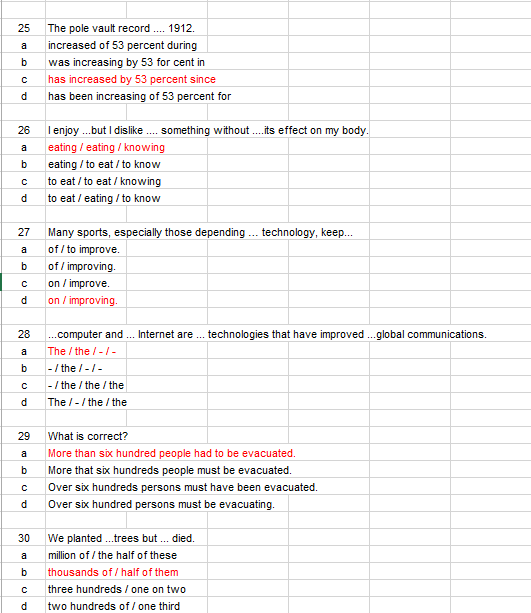 25 The pole vault record .... 1912.
a increased of 53 percent during
b was increasing by 53 for cent in
c has increased by 53 percent since
d has been increasing of 53 percent for
26 I enjoy ...but I dislike .... something without ....its effect on my body.
a eating / eating / knowing
b eating / to eat / to know
c to eat / to eat / knowing
d to eat / eating / to know
27 Many sports, especially those depending ... technology, keep...
a of / to improve.
b of / improving.
c on / improve.
d on / improving.
28 ...computer and ... Internet are ... technologies that have improved ...global communications.
a The / the / - / -
b - / the / - / -
c - / the / the / the
d The / - / the / the
29 What is correct?
a More than six hundred people had to be evacuated.
b More that six hundreds people must be evacuated.
c Over six hundreds persons must have been evacuated.
d Over six hundred persons must be evacuating.
30 We planted ...trees but ... died.
a million of / the half of these
b thousands of / half of them
c three hundreds / one on two
d two hundreds of / one third